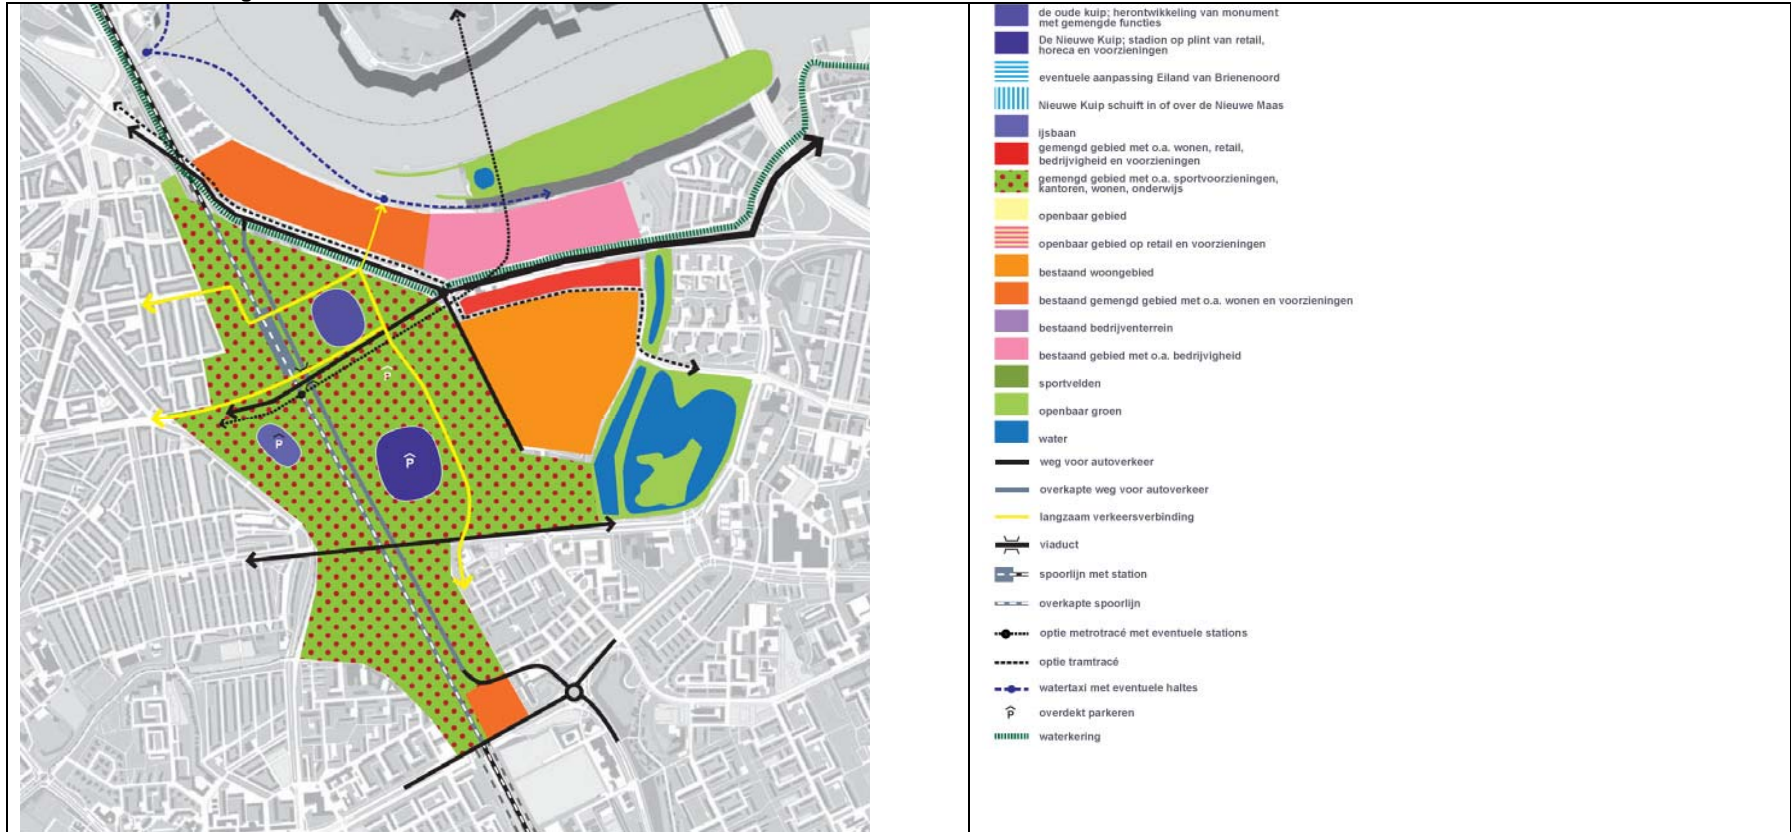 P
P
P
de oude kuip; herontwikkeling van monument
met gemengde functies
De Nieuwe Kuip; stadion op plint van retail,
horeca en voorzieningen
eventuele aanpassing Eiland van Brienenoord
Nieuwe Kuip schuift in of over de Nieuwe Maas
ijsbaan
gemengd gebied met o.a. wonen, retail,
bedrijvigheid en voorzieningen
gemengd gebied met o.a. sportvoorzieningen,
kantoren, wonen, onderwijs
openbaar gebied
openbaar gebied op retail en voorzieningen
bestaand woongebied
bestaand gemengd gebied met o.a. wonen en voorzieningen
bestaand bedrijventerrein
bestaand gebied met o.a. bedrijvigheid
sportvelden
openbaar groen
water
weg voor autoverkeer
overkapte weg voor autoverkeer
langzaam verkeersverbinding
viaduct
spoorlijn met station
overkapte spoorlijn
optie metrotracé met eventuele stations
optie tramtracé
watertaxi met eventuele haltes
P overdekt parkeren
waterkering